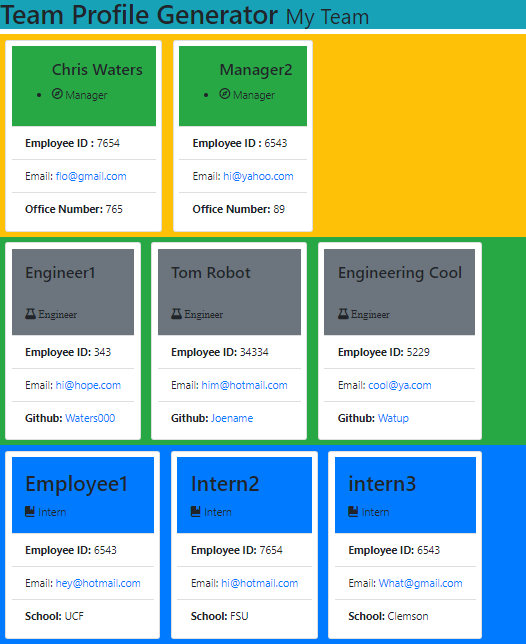 Team Profile Generator My Team
Chris Waters
Manager
Employee ID : 7654
Email: flo@gmail.com
Office Number: 765
Manager2
Manager
Employee ID : 6543
Email: hi@yahoo.com
Office Number: 89
Engineer1
Engineer
Employee ID: 343
Email: hi@hope.com
Github: Waters000
Tom Robot
Engineer
Employee ID: 34334
Email: him@hotmail.com
Github: Joename
Engineering Cool
Engineer
Employee ID: 5229
Email: cool@ya.com
Github: Watup
Employee1
Intern
Employee ID: 6543
Email: hey@hotmail.com
School: UCF
Intern2
Intern
Employee ID: 7654
Email: hi@hotmail.com
School: FSU
intern3
Intern
Employee ID: 6543
Email: What@gmail.com
School: Clemson